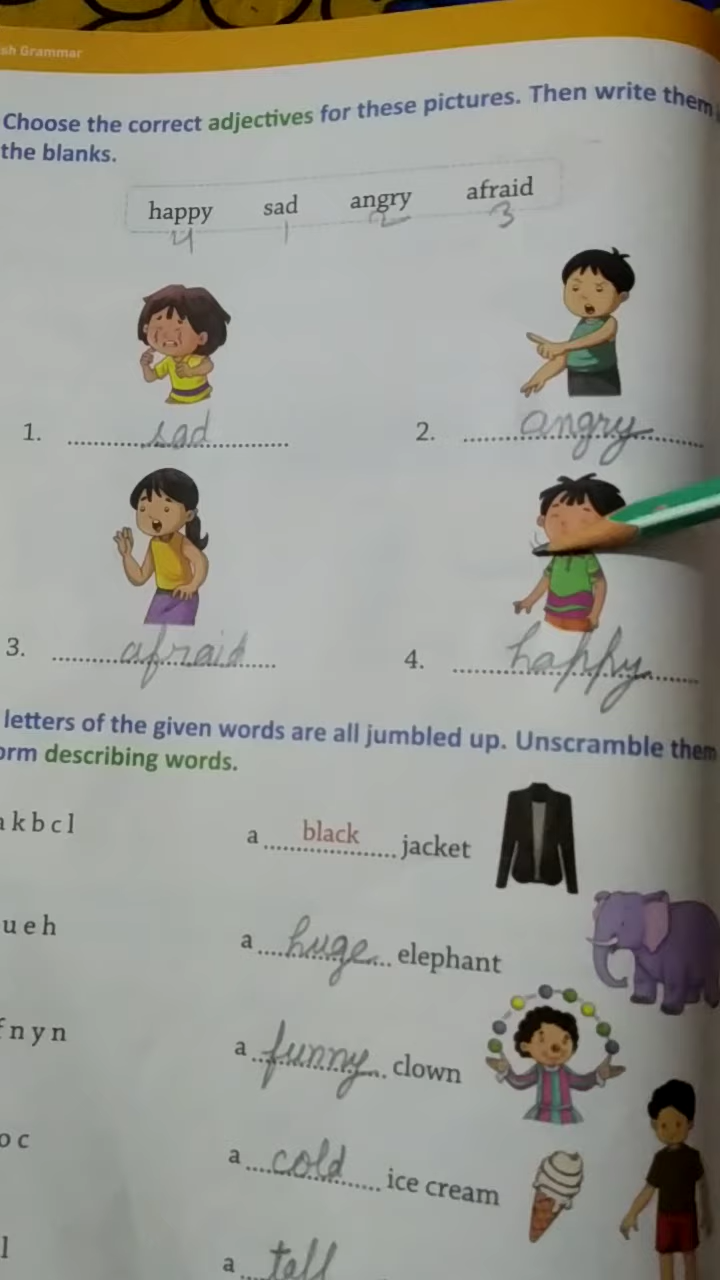 sh Grammar
Choose the correct adjectives for these pictures. Then write them
the blanks.
happy sad angry afraid
4 1 2 3
1. sad 2. angry
3. afraid 4. happy
letters of the given words are all jumbled up. Unscramble them
orm describing words.
a k b c l a black jacket
u e h a huge elephant
f n y n a funny clown
o c a cold ice cream
l a tall